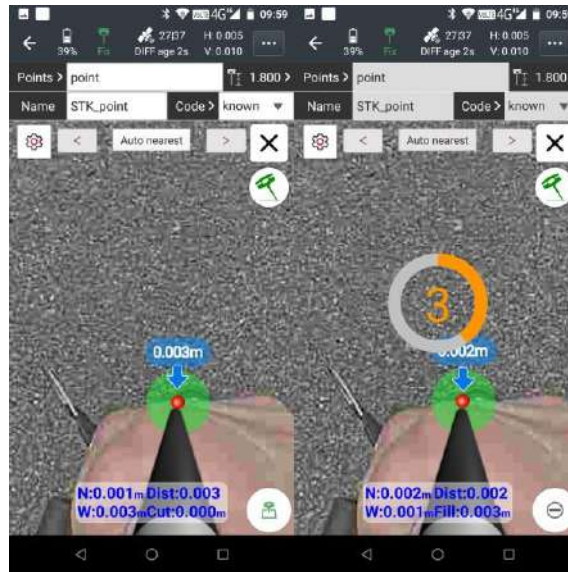 4G 09:59
39% Fix 27|37 DIFF age 2s H:0.005 V:0.010 ...
Points > point 1.800 >
Name STK_point Code > known
< Auto nearest >
0.003m
N:0.001m Dist:0.003
W:0.003m Cut:0.000m
4G 09:59
39% Fix 27|37 DIFF age 2s H:0.005 V:0.010 ...
Points > point 1.800
Name STK_point Code > known
< Auto nearest >
3
0.002m
N:0.002m Dist:0.002
W:0.001m Fill:0.003m